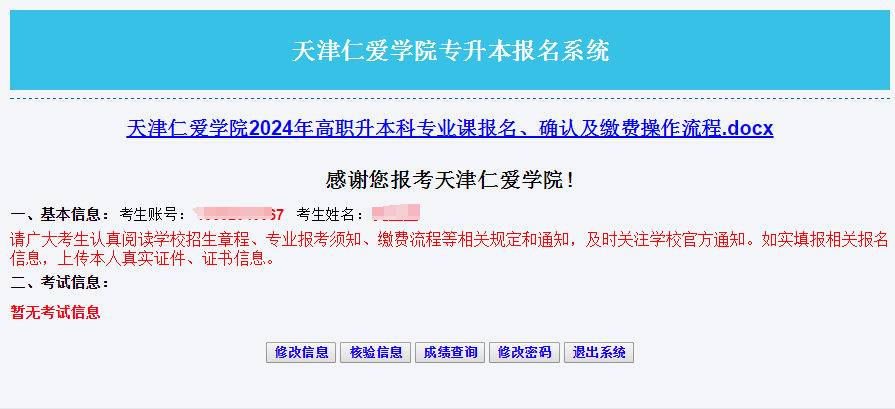 天津仁爱学院专升本报名系统
天津仁爱学院2024年高职升本科专业课报名、确认及缴费操作流程.docx
感谢您报考天津仁爱学院！
一、基本信息：考生账号：67 考生姓名：
请广大考生认真阅读学校招生章程、专业报考须知、缴费流程等相关规定和通知，及时关注学校官方通知。如实填报相关报名
信息，上传本人真实证件、证书信息。
二、考试信息：
暂无考试信息
修改信息 核验信息 成绩查询 修改密码 退出系统